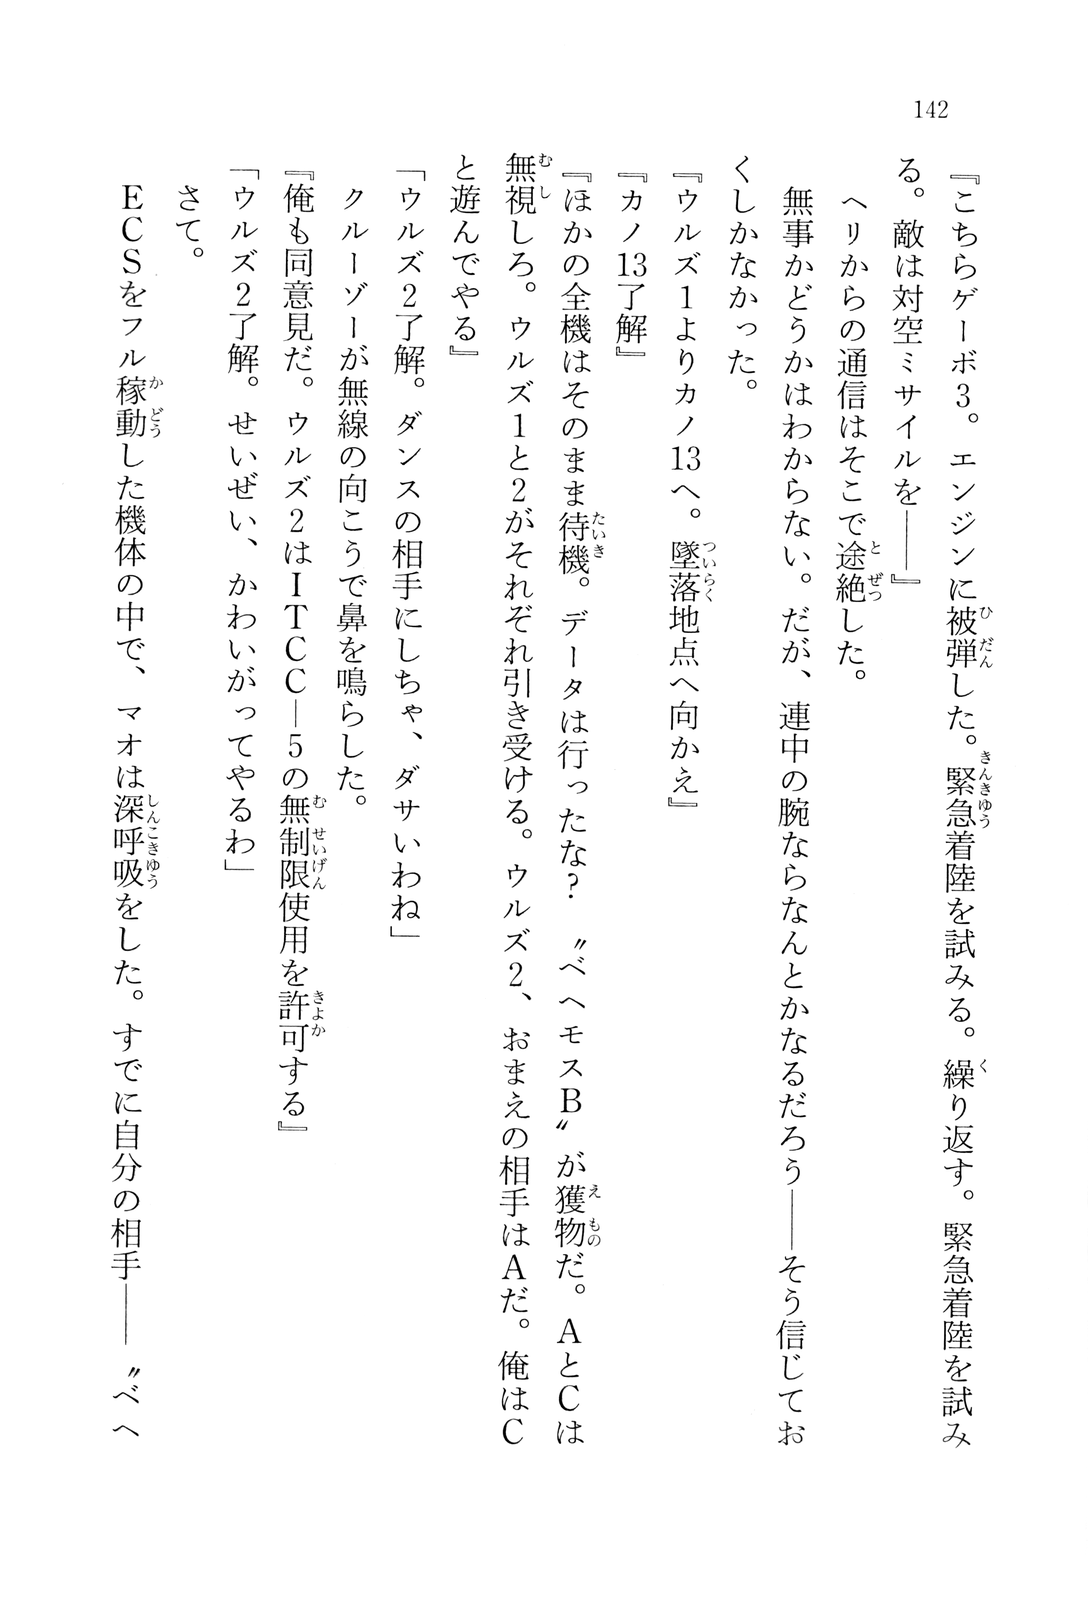 142
『こちらゲーボ3。エンジンに被弾した。緊急着陸を試みる。繰り返す。緊急着陸を試み
る。敵は対空ミサイルを――』
ヘリからの通信はそこで途絶した。
無事かどうかはわからない。だが、連中の腕ならなんとかなるだろう――そう信じてお
くしかなかった。
『ウルズ1よりカノ13へ。墜落地点へ向かえ』
『カノ13了解』
『ほかの全機はそのまま待機。データは行ったな? 〝ベヘモスB〟が獲物だ。AとCは
無視しろ。ウルズ1と2がそれぞれ引き受ける。ウルズ2、おまえの相手はAだ。俺はC
と遊んでやる』
「ウルズ2了解。ダンスの相手にしちゃ、ダサいわね」
クルーゾーが無線の向こうで鼻を鳴らした。
『俺も同意見だ。ウルズ2はITCC―5の無制限使用を許可する』
「ウルズ2了解。せいぜい、かわいがってやるわ」
さて。
ECSをフル稼動した機体の中で、マオは深呼吸をした。すでに自分の相手――〝ベヘ